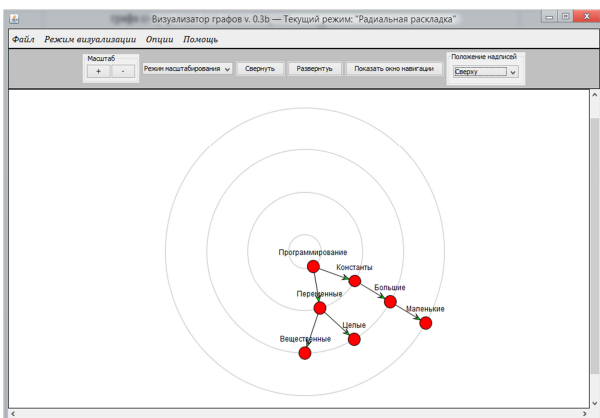 Визуализатор графов v. 0.3b — Текущий режим: "Радиальная раскладка"
Файл Режим визуализации Опции Помощь
Масштаб
Положение надписей
+ - Режим масштабирования Свернуть Разверntуь Показать окно навигации Сверху
Программирование
Константы
Большие
Переменные
Маленькие
Целые
Вещественные